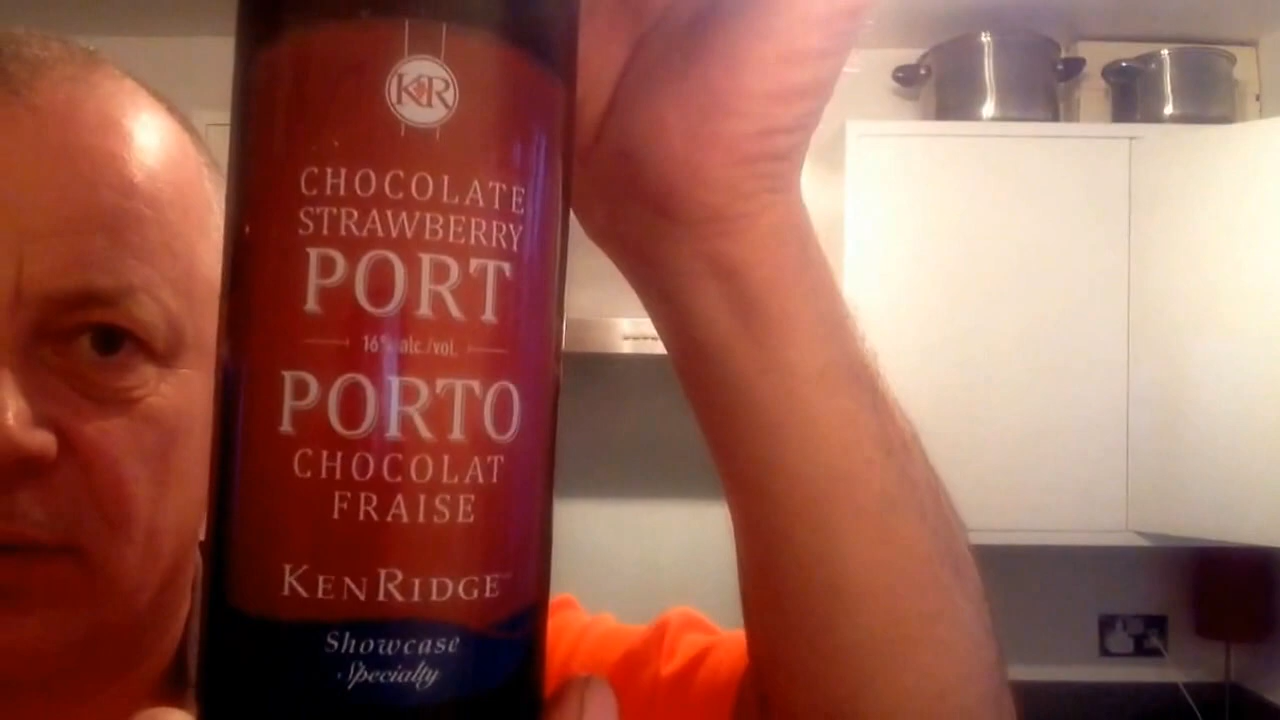 KR
CHOCOLATE
STRAWBERRY
PORT
16% alc./vol.
PORTO
CHOCOLAT
FRAISE
KENRIDGE
Showcase
Specialty